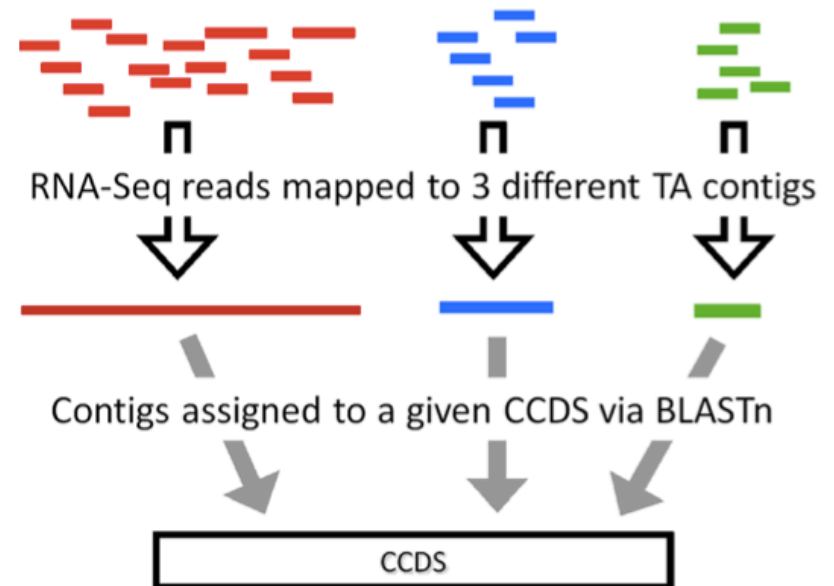 RNA-Seq reads mapped to 3 different TA contigs
Contigs assigned to a given CCDS via BLASTn
CCDS